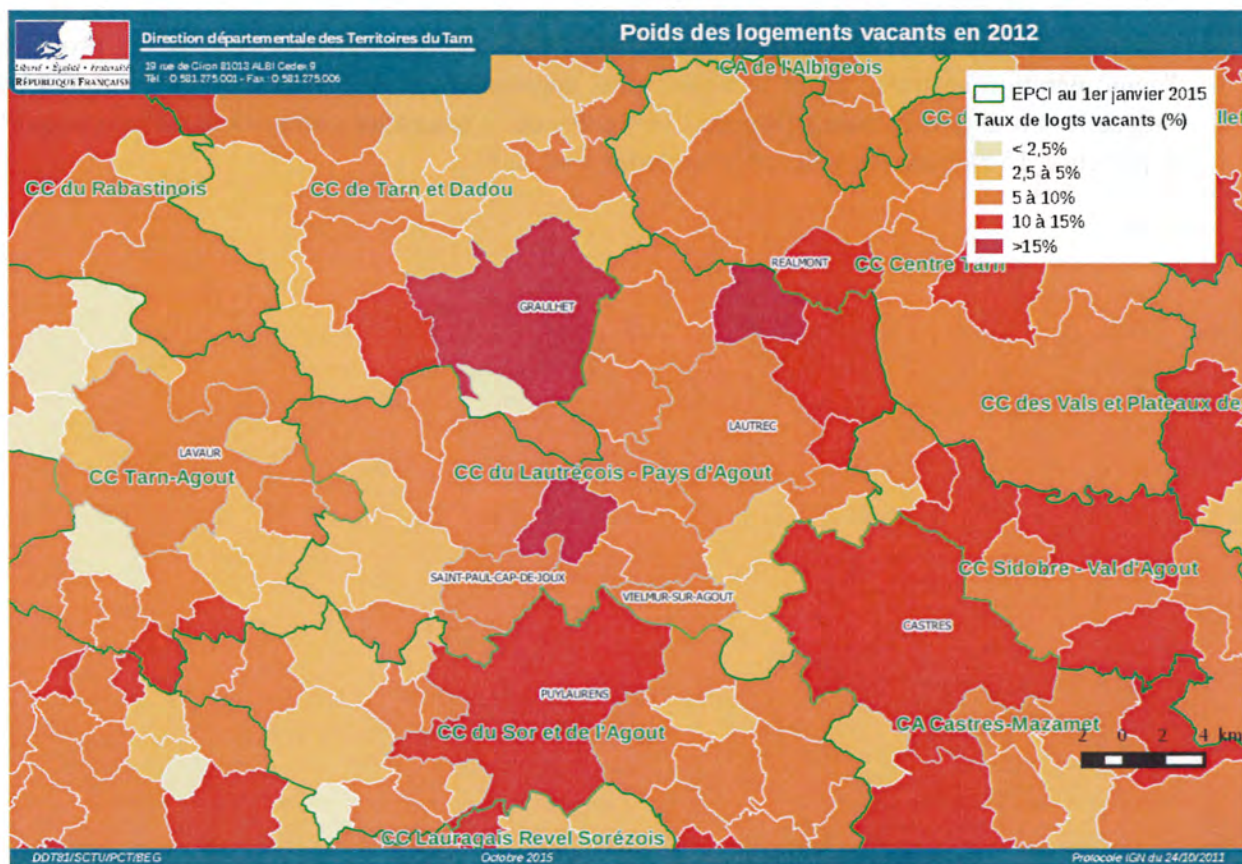 Liberté • Égalité • Fraternité
RÉPUBLIQUE FRANÇAISE
Direction départementale des Territoires du Tarn
19 rue de Ciron 81013 ALBI Cedex 9
Tél : 0.581.275.001 - Fax : 0.581.275.006
Poids des logements vacants en 2012
EPCI au 1er janvier 2015
Taux de logts vacants (%)
< 2,5%
2,5 à 5%
5 à 10%
10 à 15%
>15%
CA de l'Albigeois
CC d
llef
CC du Rabastinois
CC de Tarn et Dadou
REALMONT
CC Centre Tarn
GRAULHET
CC des Vals et Plateaux de
LAUTREC
LAVAUR
CC Tarn-Agout
CC du Lautrécois - Pays d'Agout
SAINT-PAUL-CAP-DE-JOUX
CC Sidobre - Val d'Agout
VIELMUR-SUR-AGOUT
CASTRES
PUYLAURENS
CC du Sor et de l'Agout
CA Castres-Mazamet
2 0 2 4 km
CC Lauragais Revel Sorézois
DDT81/SCTU/PCT/BEG
Octobre 2015
Protocole IGN du 24/10/2011